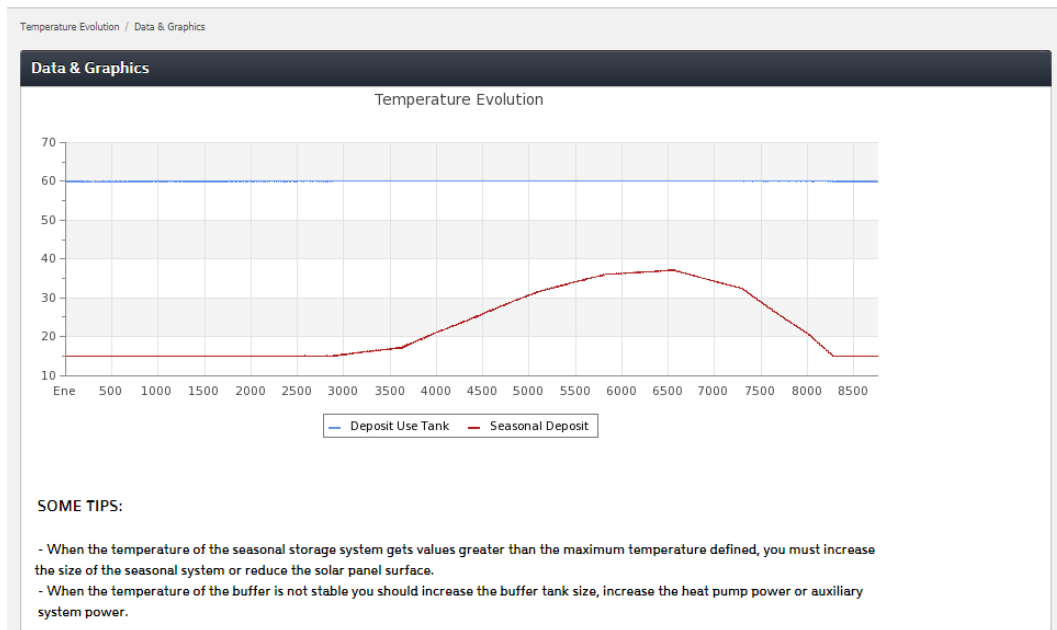 Temperature Evolution / Data & Graphics
Data & Graphics
Temperature Evolution
70
60
50
40
30
20
10
Ene 500 1000 1500 2000 2500 3000 3500 4000 4500 5000 5500 6000 6500 7000 7500 8000 8500
Deposit Use Tank Seasonal Deposit
SOME TIPS:
- When the temperature of the seasonal storage system gets values greater than the maximum temperature defined, you must increase
the size of the seasonal system or reduce the solar panel surface.
- When the temperature of the buffer is not stable you should increase the buffer tank size, increase the heat pump power or auxiliary
system power.